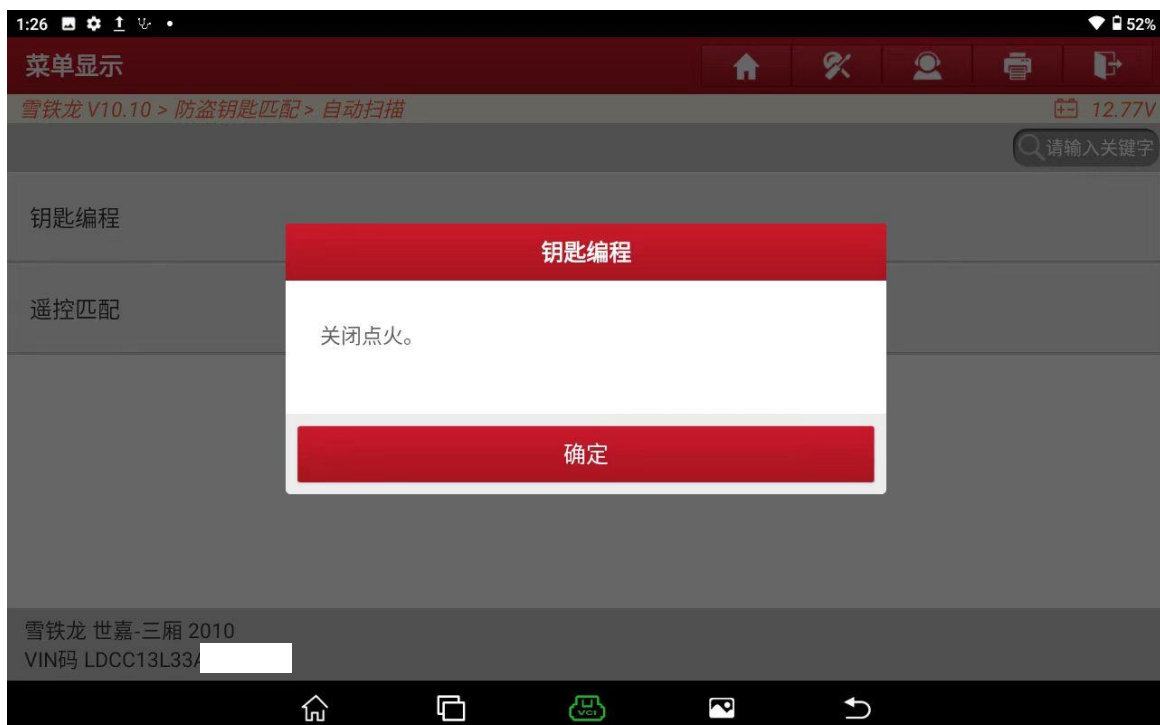 1:26
52%
菜单显示
雪铁龙 V10.10 > 防盗钥匙匹配 > 自动扫描
12.77V
请输入关键字
钥匙编程
钥匙编程
遥控匹配
关闭点火。
确定
雪铁龙 世嘉-三厢 2010
VIN码 LDCC13L33
VCI